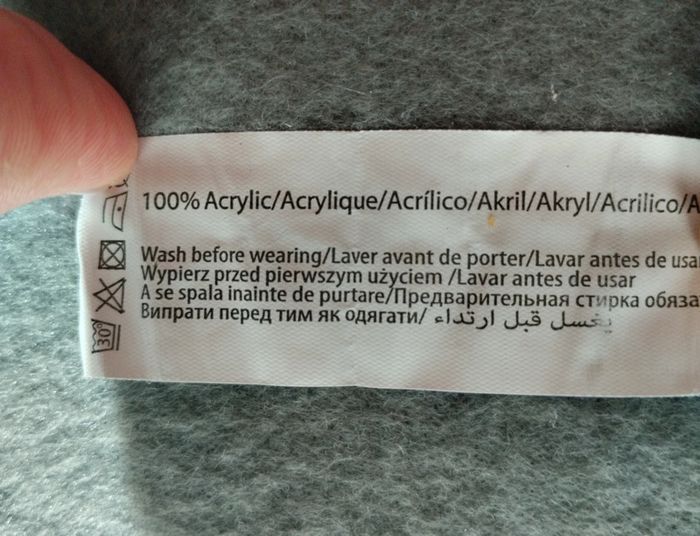 100% Acrylic/Acrylique/Acrílico/Akril/Akryl/Acrilico/A
Wash before wearing/Laver avant de porter/Lavar antes de usar
Wypierz przed pierwszym użyciem /Lavar antes de usar
A se spala inainte de purtare/Предварительная стирка обяза
Випрати перед тим як одягати/ يغسل قبل ارتداء
30°